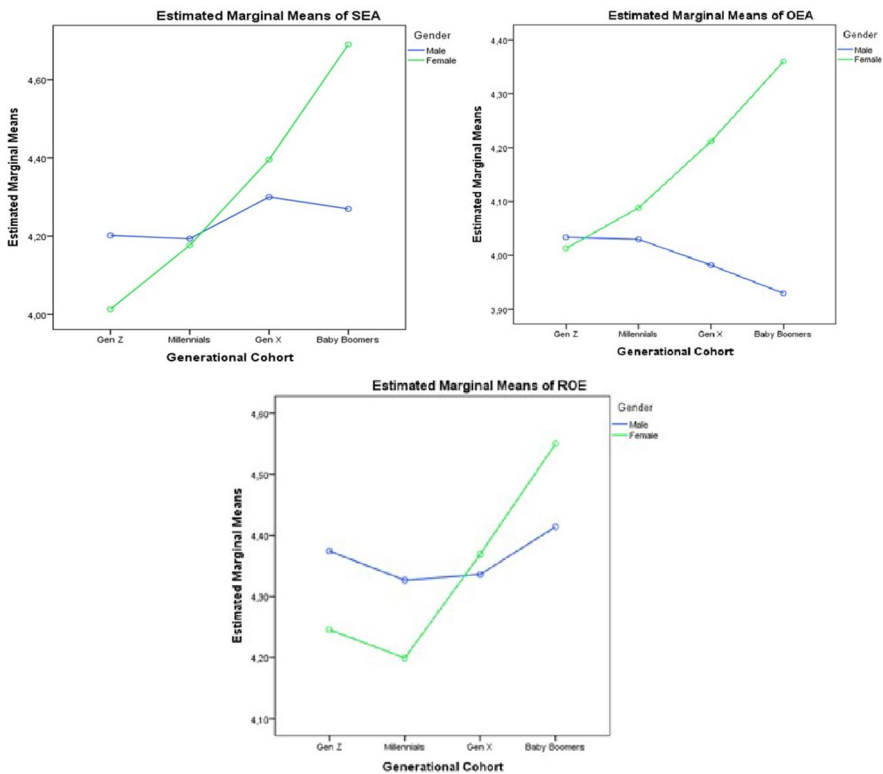 Estimated Marginal Means of SEA
Gender
Male
Female
Estimated Marginal Means
4,60
4,40
4,20
4,00
Gen Z Millennials Gen X Baby Boomers
Generational Cohort
Estimated Marginal Means of OEA
Gender
Male
Female
Estimated Marginal Means
4,40
4,30
4,20
4,10
4,00
3,90
Gen Z Millennials Gen X Baby Boomers
Generational Cohort
Estimated Marginal Means of ROE
Gender
Male
Female
Estimated Marginal Means
4,60
4,50
4,40
4,30
4,20
4,10
Gen Z Millennials Gen X Baby Boomers
Generational Cohort